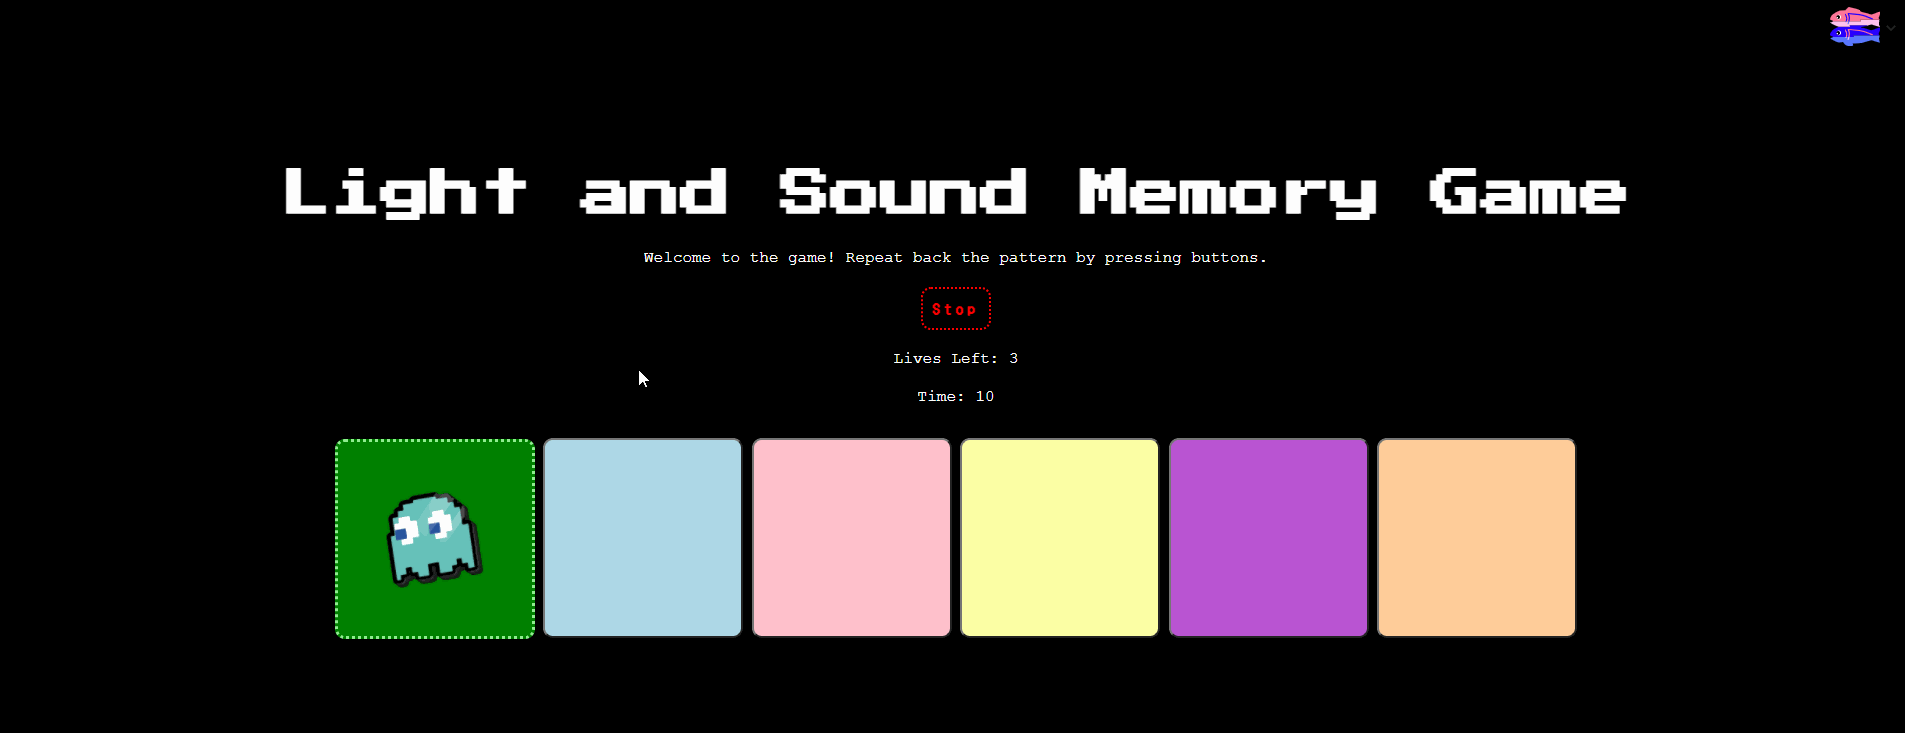 Light and Sound Memory Game
Welcome to the game! Repeat back the pattern by pressing buttons.
Stop
Lives Left: 3
Time: 10